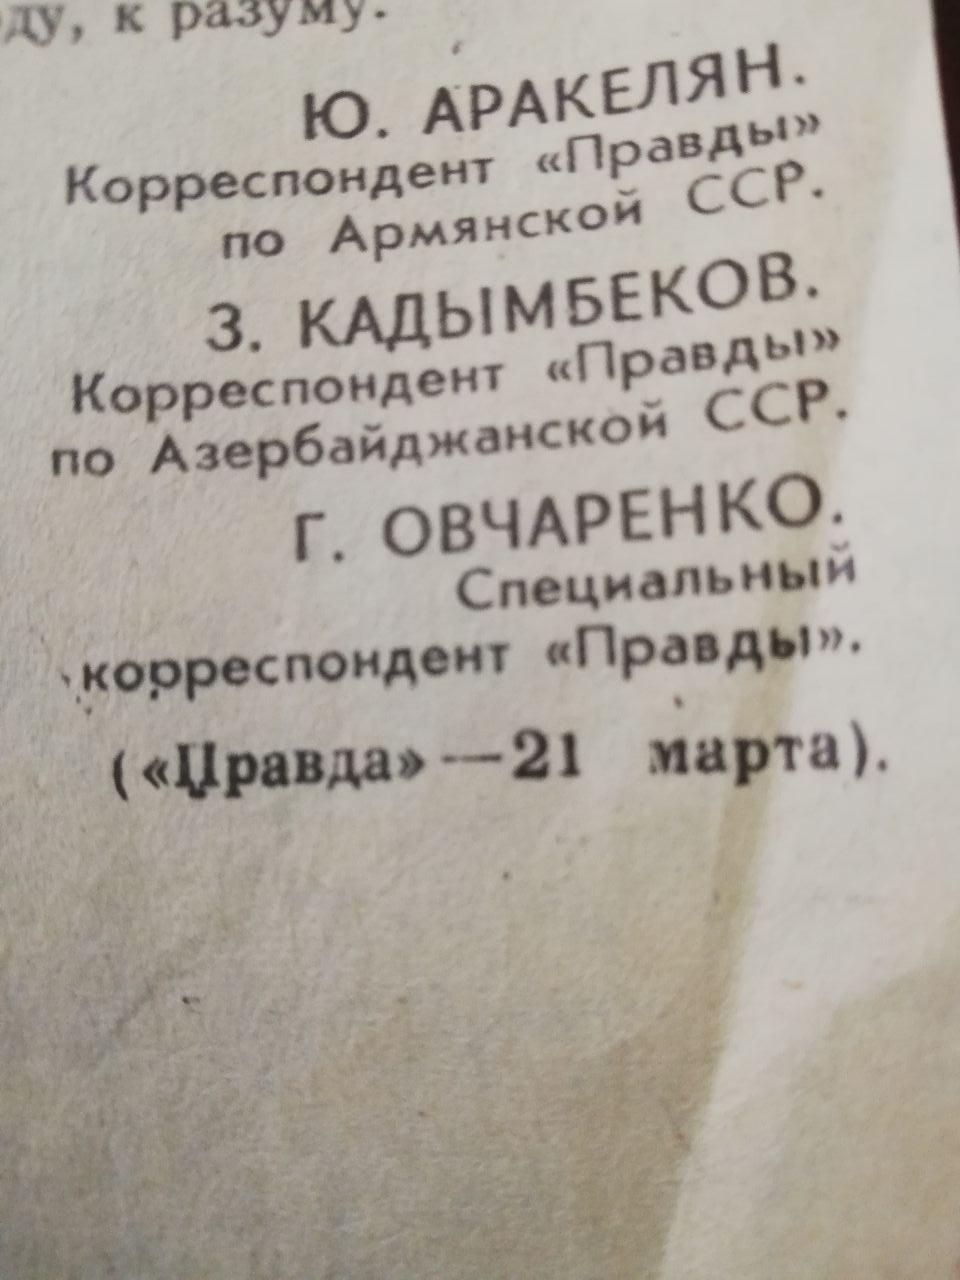 к разуму.
Ю. АРАКЕЛЯН.
Корреспондент «Правды»
по Армянской ССР.
З. КАДЫМБЕКОВ.
Корреспондент «Правды»
по Азербайджанской ССР.
Г. ОВЧАРЕНКО.
Специальный
корреспондент «Правды».
(«Правда» — 21 марта).